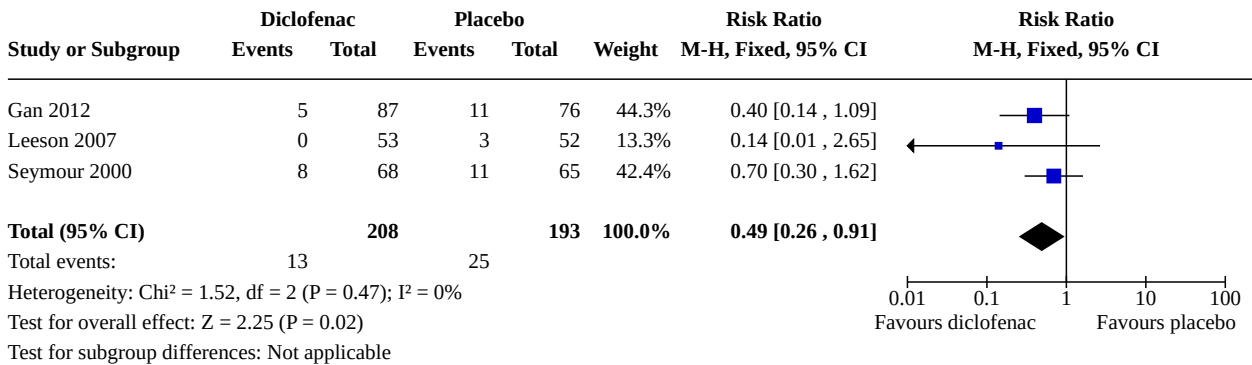 Diclofenac Placebo Risk Ratio Risk Ratio
Study or Subgroup Events Total Events Total Weight M-H, Fixed, 95% CI M-H, Fixed, 95% CI
Gan 2012 5 87 11 76 44.3% 0.40 [0.14 , 1.09]
Leeson 2007 0 53 3 52 13.3% 0.14 [0.01 , 2.65]
Seymour 2000 8 68 11 65 42.4% 0.70 [0.30 , 1.62]
Total (95% CI) 208 193 100.0% 0.49 [0.26 , 0.91]
Total events: 13 25
Heterogeneity: Chi² = 1.52, df = 2 (P = 0.47); I² = 0%
0.01 0.1 1 10 100
Test for overall effect: Z = 2.25 (P = 0.02)
Favours diclofenac Favours placebo
Test for subgroup differences: Not applicable